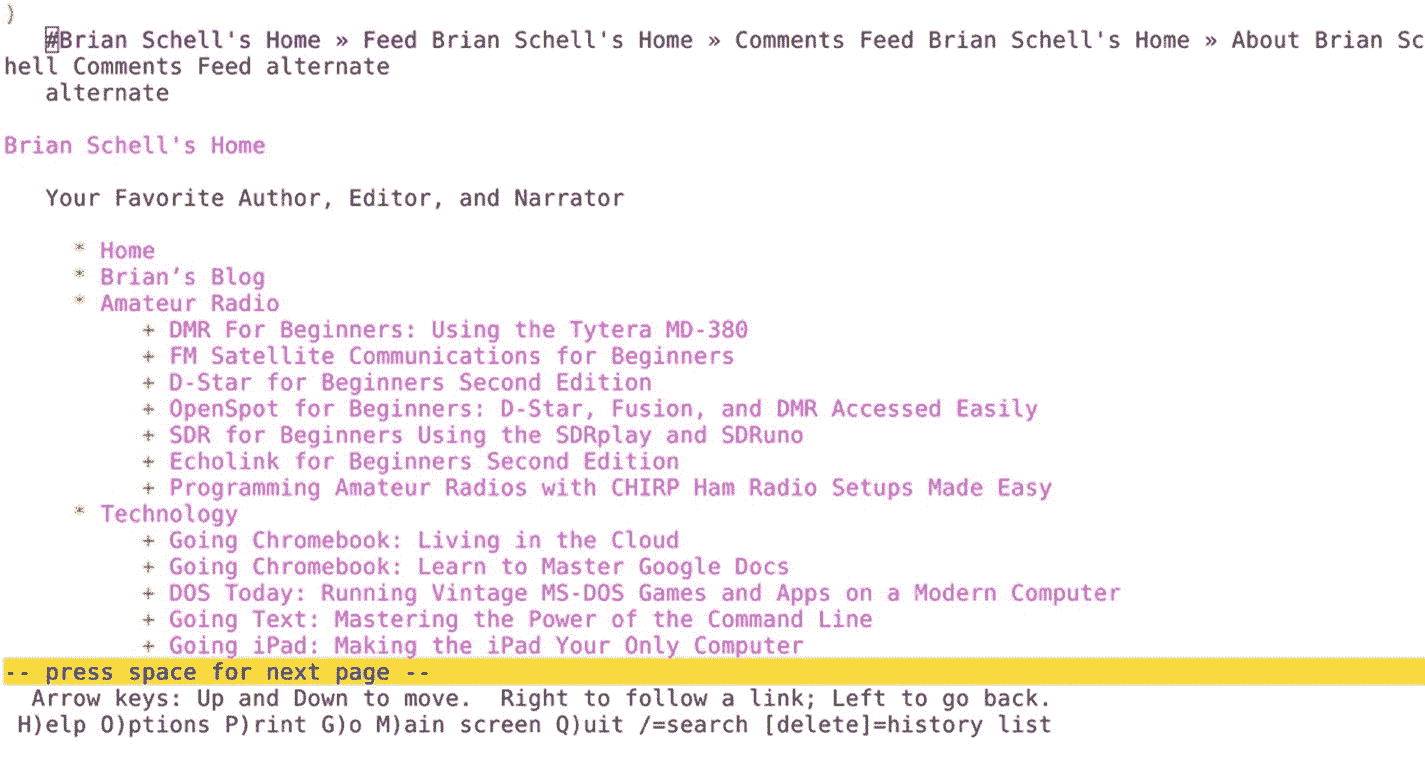 )
#Brian Schell's Home » Feed Brian Schell's Home » Comments Feed Brian Schell's Home » About Brian Sc
hell Comments Feed alternate
alternate
Brian Schell's Home
Your Favorite Author, Editor, and Narrator
* Home
* Brian’s Blog
* Amateur Radio
+ DMR For Beginners: Using the Tytera MD-380
+ FM Satellite Communications for Beginners
+ D-Star for Beginners Second Edition
+ OpenSpot for Beginners: D-Star, Fusion, and DMR Accessed Easily
+ SDR for Beginners Using the SDRplay and SDRuno
+ Echolink for Beginners Second Edition
+ Programming Amateur Radios with CHIRP Ham Radio Setups Made Easy
* Technology
+ Going Chromebook: Living in the Cloud
+ Going Chromebook: Learn to Master Google Docs
+ DOS Today: Running Vintage MS-DOS Games and Apps on a Modern Computer
+ Going Text: Mastering the Power of the Command Line
+ Going iPad: Making the iPad Your Only Computer
-- press space for next page --
Arrow keys: Up and Down to move.  Right to follow a link; Left to go back.
H)elp O)ptions P)rint G)o M)ain screen Q)uit /=search [delete]=history list